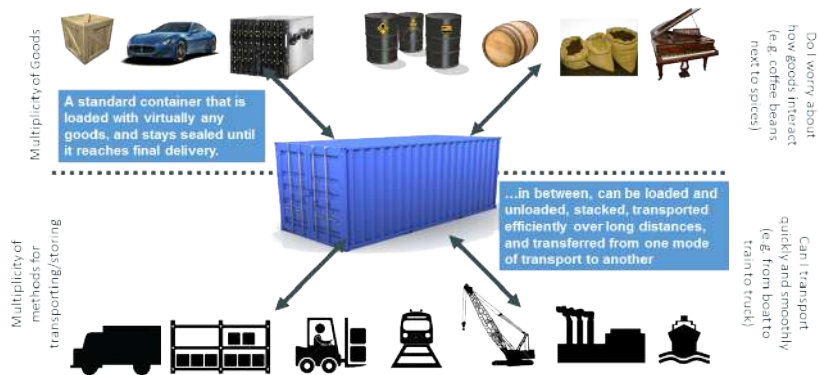 Multiplicity of Goods
Do I worry about
how goods interact
(e.g. coffee beans
next to spices)
A standard container that is
loaded with virtually any
goods, and stays sealed until
it reaches final delivery.
...in between, can be loaded and
unloaded, stacked, transported
efficiently over long distances,
and transferred from one mode
of transport to another
Multiplicity of
methods for
transporting/storing
Can I transport
quickly and smoothly
(e.g. from boat to
train to truck)